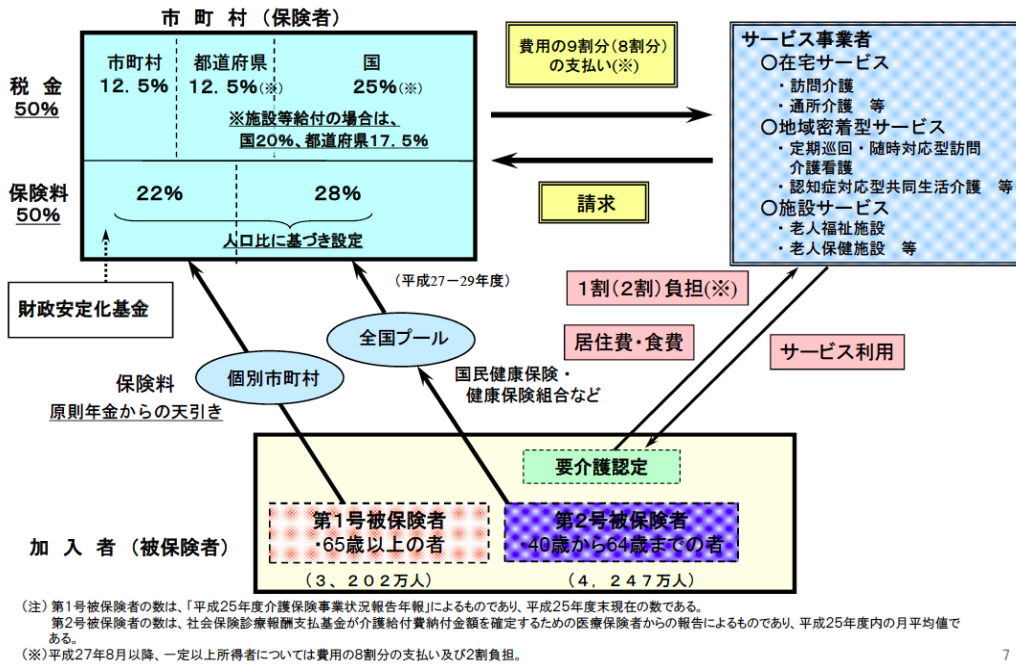 市 町 村 (保険者)
税 金
50%
市町村
12. 5%
都道府県
12. 5%(※)
国
25%(※)
※施設等給付の場合は、
国20%、都道府県17. 5%
保険料
50%
22%
28%
人口比に基づき設定
費用の9割分(8割分)
の支払い(※)
請求
サービス事業者
○在宅サービス
・訪問介護
・通所介護 等
○地域密着型サービス
・定期巡回・随時対応型訪問
介護看護
・認知症対応型共同生活介護 等
○施設サービス
・老人福祉施設
・老人保健施設 等
財政安定化基金
(平成27-29年度)
1割(2割)負担(※)
居住費・食費
サービス利用
全国プール
個別市町村
保険料
原則年金からの天引き
国民健康保険・
健康保険組合など
要介護認定
加 入 者 (被保険者)
第1号被保険者
・65歳以上の者
第2号被保険者
・40歳から64歳までの者
(3、202万人)
(4, 247万人)
(注) 第1号被保険者の数は、「平成25年度介護保険事業状況報告年報」によるものであり、平成25年度末現在の数である。
第2号被保険者の数は、社会保険診療報酬支払基金が介護給付費納付金額を確定するための医療保険者からの報告によるものであり、平成25年度内の月平均値で
ある。
(※)平成27年8月以降、一定以上所得者については費用の8割分の支払い及び2割負担。
7